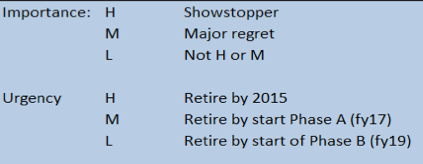 Importance: H Showstopper
M Major regret
L Not H or M
Urgency H Retire by 2015
M Retire by start Phase A (fy17)
L Retire by start of Phase B (fy19)